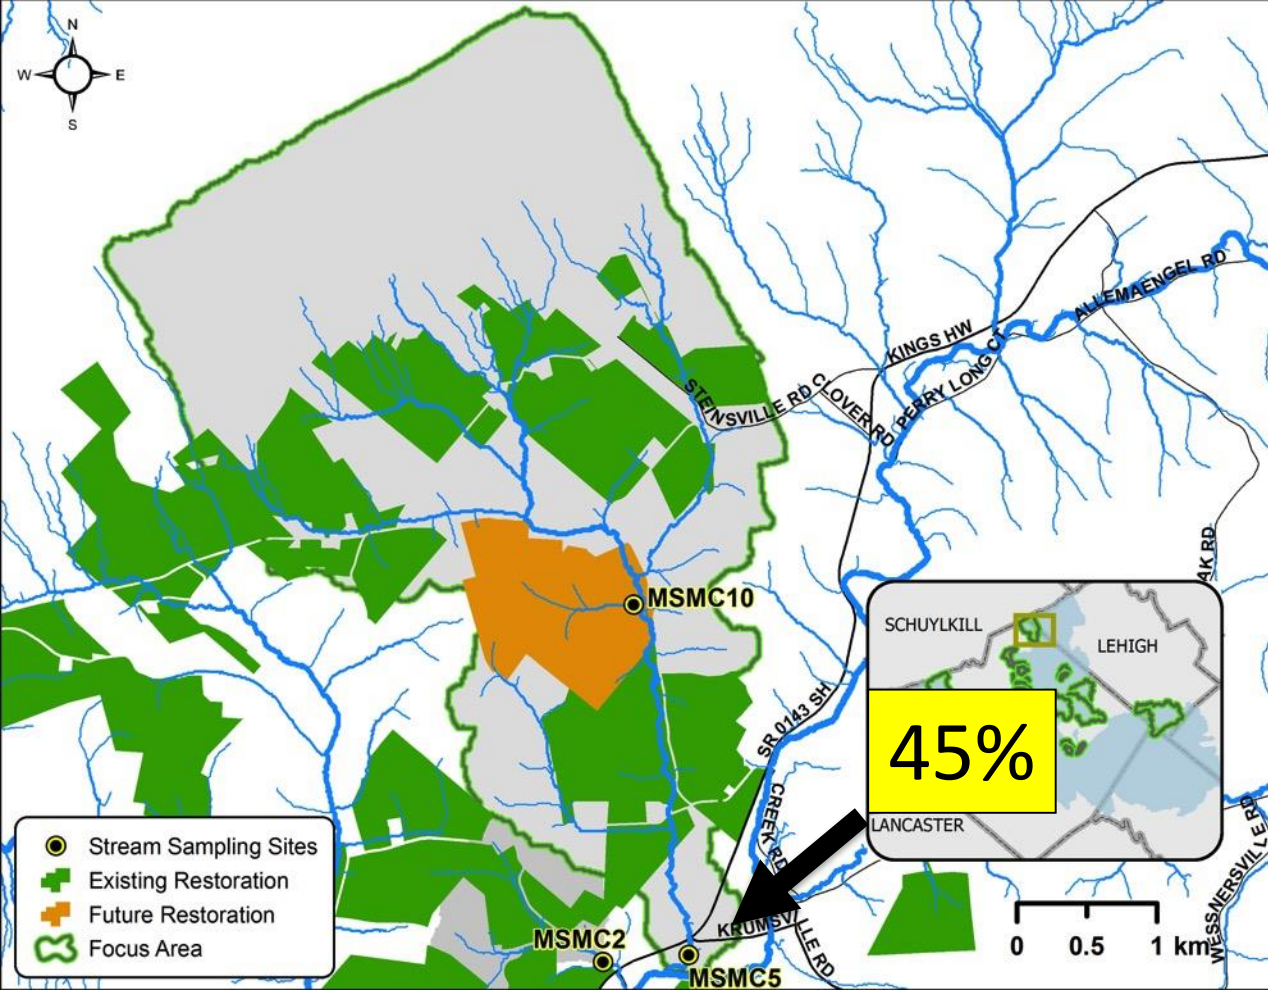 N
W E
S
STEINSVILLE RD
CLOVER RD
KINGS HW
PERRY LONG CT
ALLEMAENGEL RD
AK RD
MSMC10
SCHUYLKILL
LEHIGH
45%
LANCASTER
SR 0143 SH
CREEK RD
KRUMSVILLE RD
WESSNERSVILLE RD
MSMC2
MSMC5
Stream Sampling Sites
Existing Restoration
Future Restoration
Focus Area
0 0.5 1 km